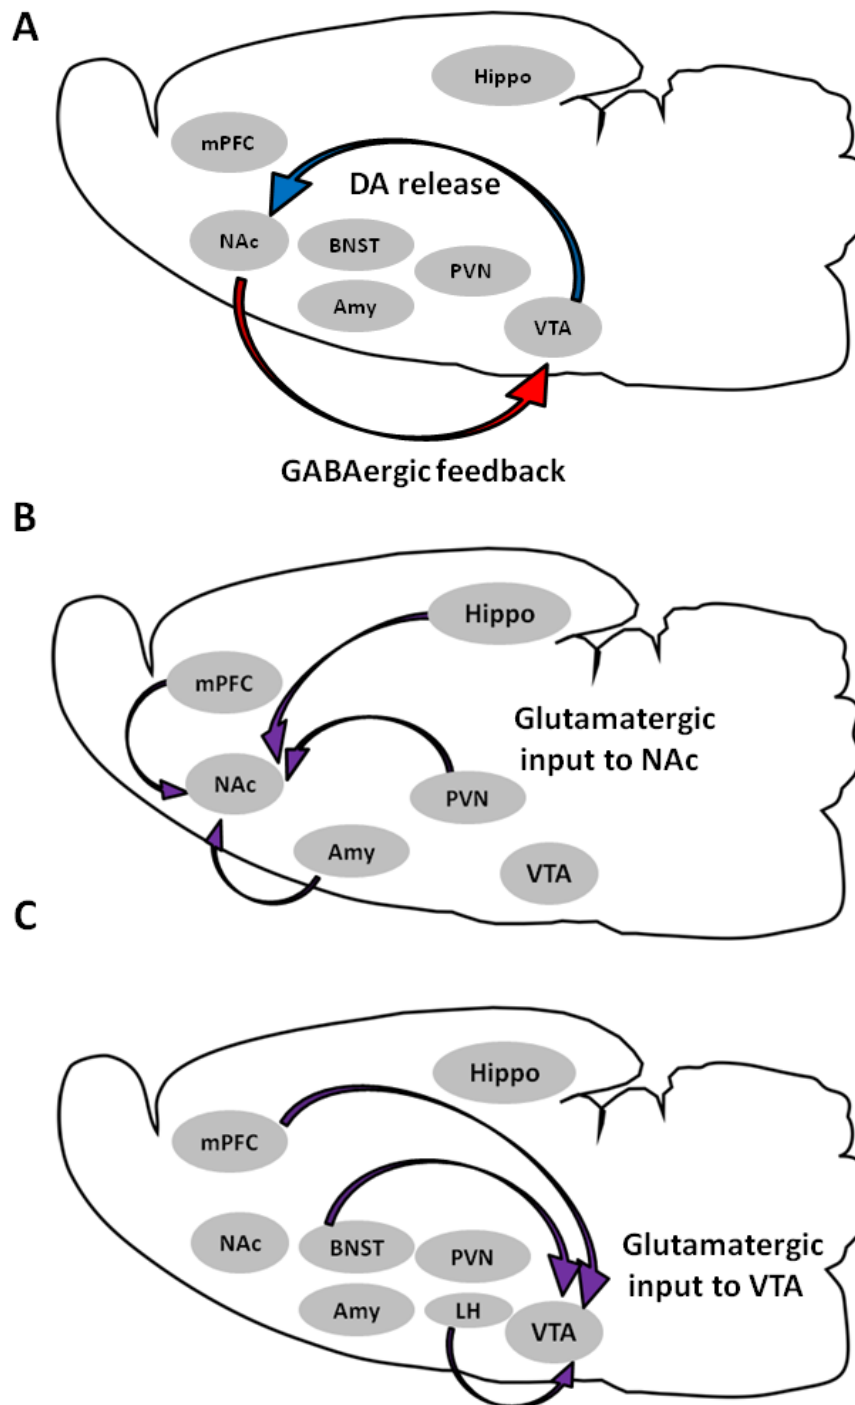 A
Hippo
mPFC
DA release
NAc
BNST
PVN
Amy
VTA
GABAergic feedback
B
Hippo
mPFC
Glutamatergic
input to NAc
NAc
PVN
Amy
VTA
C
Hippo
mPFC
NAc
BNST
PVN
Glutamatergic
input to VTA
Amy
LH
VTA